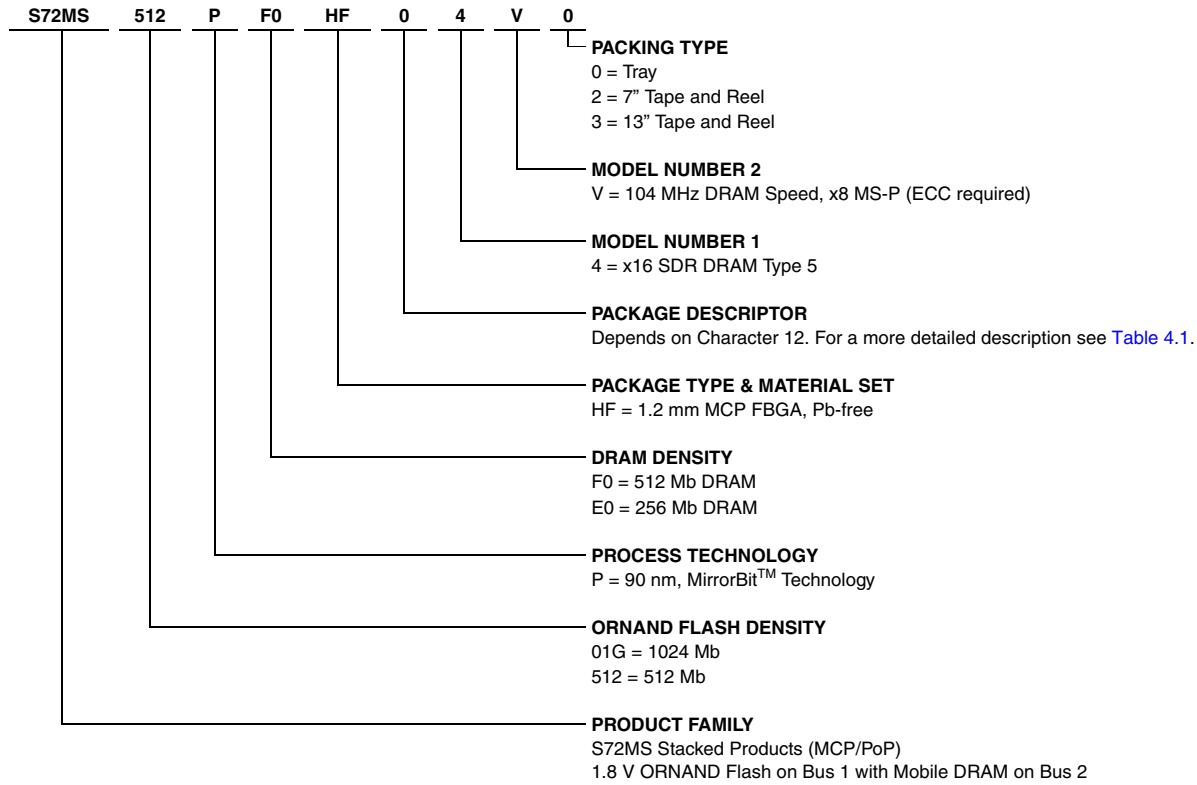 S72MS 512 P F0 HF 0 4 V 0
PACKING TYPE
0 = Tray
2 = 7” Tape and Reel
3 = 13” Tape and Reel
MODEL NUMBER 2
V = 104 MHz DRAM Speed, x8 MS-P (ECC required)
MODEL NUMBER 1
4 = x16 SDR DRAM Type 5
PACKAGE DESCRIPTOR
Depends on Character 12. For a more detailed description see Table 4.1.
PACKAGE TYPE & MATERIAL SET
HF = 1.2 mm MCP FBGA, Pb-free
DRAM DENSITY
F0 = 512 Mb DRAM
E0 = 256 Mb DRAM
PROCESS TECHNOLOGY
P = 90 nm, MirrorBit™ Technology
ORNAND FLASH DENSITY
01G = 1024 Mb
512 = 512 Mb
PRODUCT FAMILY
S72MS Stacked Products (MCP/PoP)
1.8 V ORNAND Flash on Bus 1 with Mobile DRAM on Bus 2